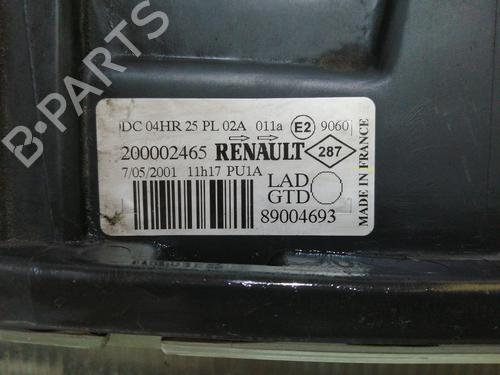 B-PARTS
DC 04HR 25 PL 02A 011a E2 9060
200002465 RENAULT 287
7/05/2001 11h17 PU1A
LAD
GTD
89004693
MADE IN FRANCE